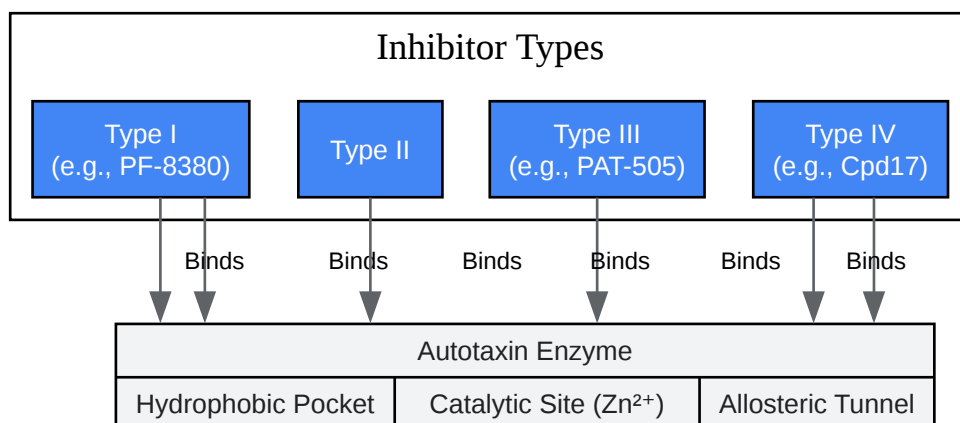 Inhibitor Types
Type I
(e.g., PF-8380)
Type II
Type III
(e.g., PAT-505)
Type IV
(e.g., Cpd17)
Binds
Binds
Binds
Binds
Binds
Binds
Autotaxin Enzyme
Hydrophobic Pocket
Catalytic Site (Zn²⁺)
Allosteric Tunnel